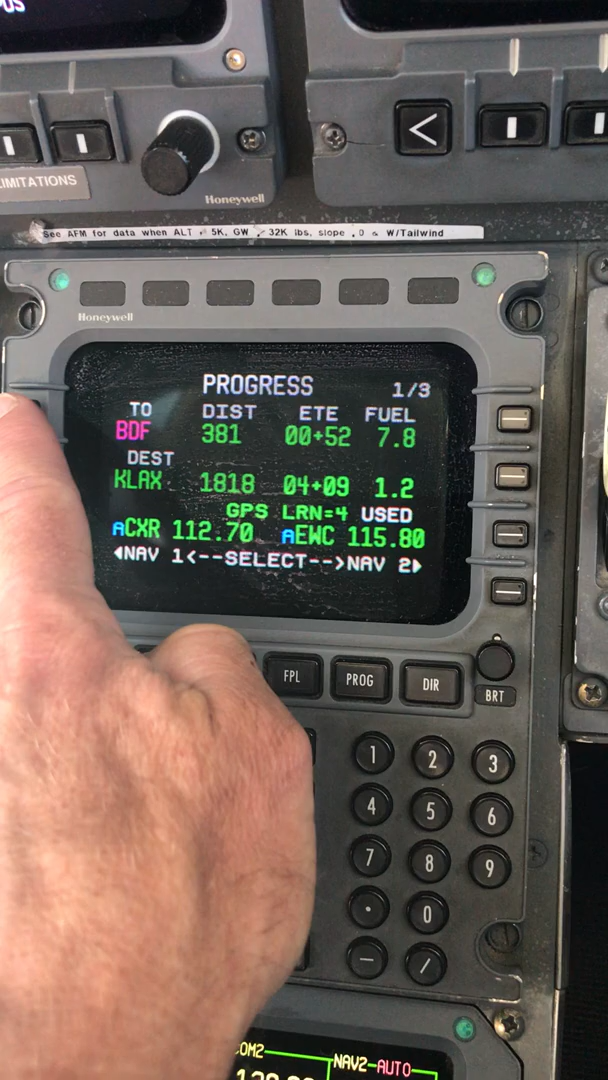 LIMITATIONS
Honeywell
<
See AFM for data when ALT > 5K, GW > 32K lbs, slope > 0 & W/Tailwind
Honeywell
PROGRESS 1/3
TO DIST ETE FUEL
BDF 381 00+52 7.8
DEST
KLAX 1818 04+09 1.2
GPS LRN=4 USED
ACXR 112.70 AEWC 115.80
◀NAV 1<--SELECT-->NAV 2▶
FPL PROG DIR
BRT
1 2 3
4 5 6
7 8 9
• 0
— /
COM2 NAV2-AUTO